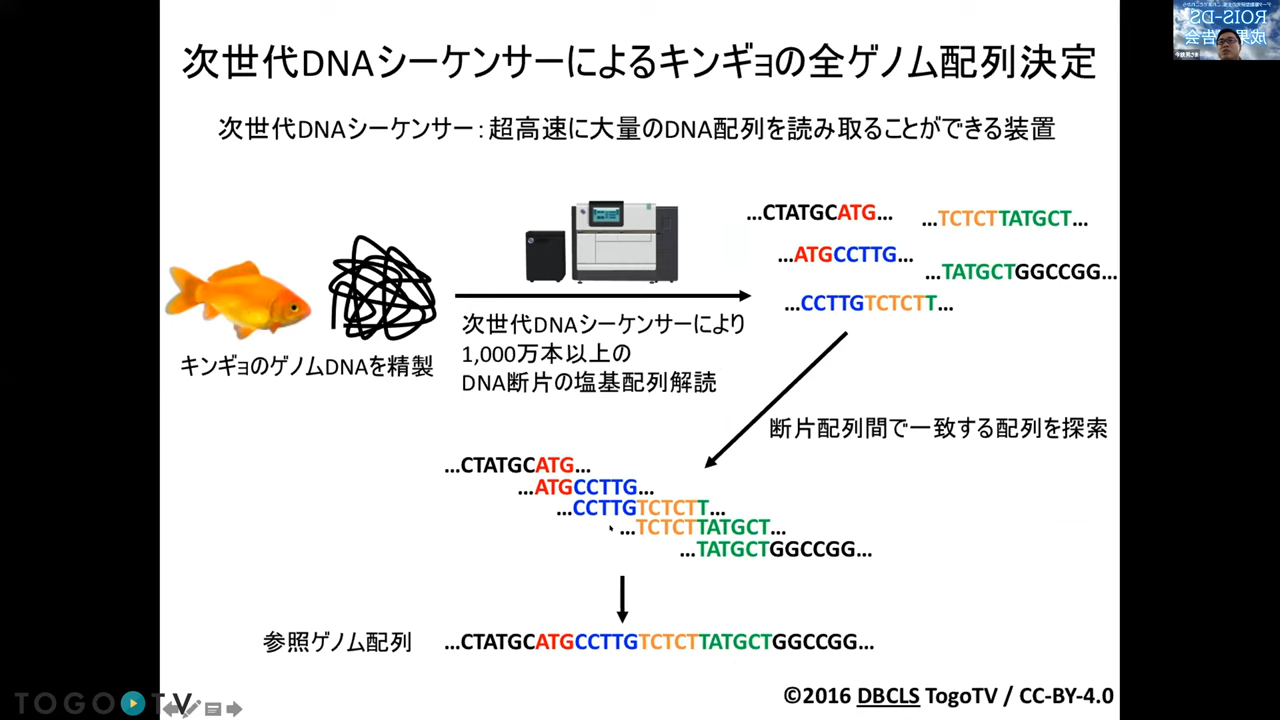 次世代DNAシーケンサーによるキンギョの全ゲノム配列決定
次世代DNAシーケンサー：超高速に大量のDNA配列を読み取ることができる装置
…CTATGCATG…
…TCTCTTATGCT…
…ATGCCTTG…
…TATGCTGGCCGG…
…CCTTGTCTCTT…
キンギョのゲノムDNAを精製
次世代DNAシーケンサーにより
1,000万本以上の
DNA断片の塩基配列解読
断片配列間で一致する配列を探索
…CTATGCATG…
…ATGCCTTG…
…CCTTGTCTCTT…
…TCTCTTATGCT…
…TATGCTGGCCGG…
参照ゲノム配列
…CTATGCATGCCTTGTCTCTTATGCTGGCCGG…
©2016 DBCLS TogoTV / CC-BY-4.0
TOGO TV
ROIS-DS